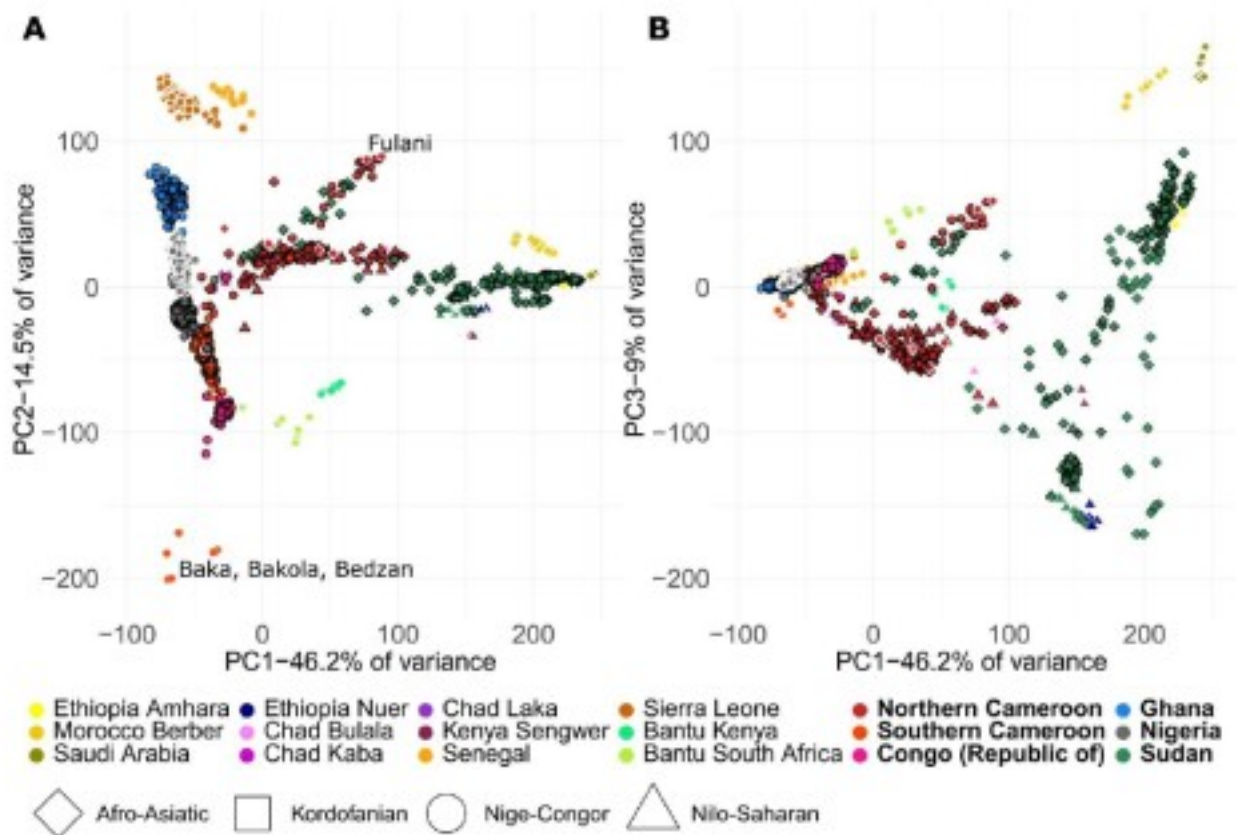 A
B
Fulani
100
0
−100
−200
PC2−14.5% of variance
Baka, Bakola, Bedzan
−100
0
100
200
PC1−46.2% of variance
100
0
−100
−200
PC3−9% of variance
−100
0
100
200
PC1−46.2% of variance
Ethiopia Amhara Ethiopia Nuer Chad Laka Sierra Leone Northern Cameroon Ghana
Morocco Berber Chad Bulala Kenya Sengwer Bantu Kenya Southern Cameroon Nigeria
Saudi Arabia Chad Kaba Senegal Bantu South Africa Congo (Republic of) Sudan
Afro-Asiatic Kordofanian Nige-Congor Nilo-Saharan